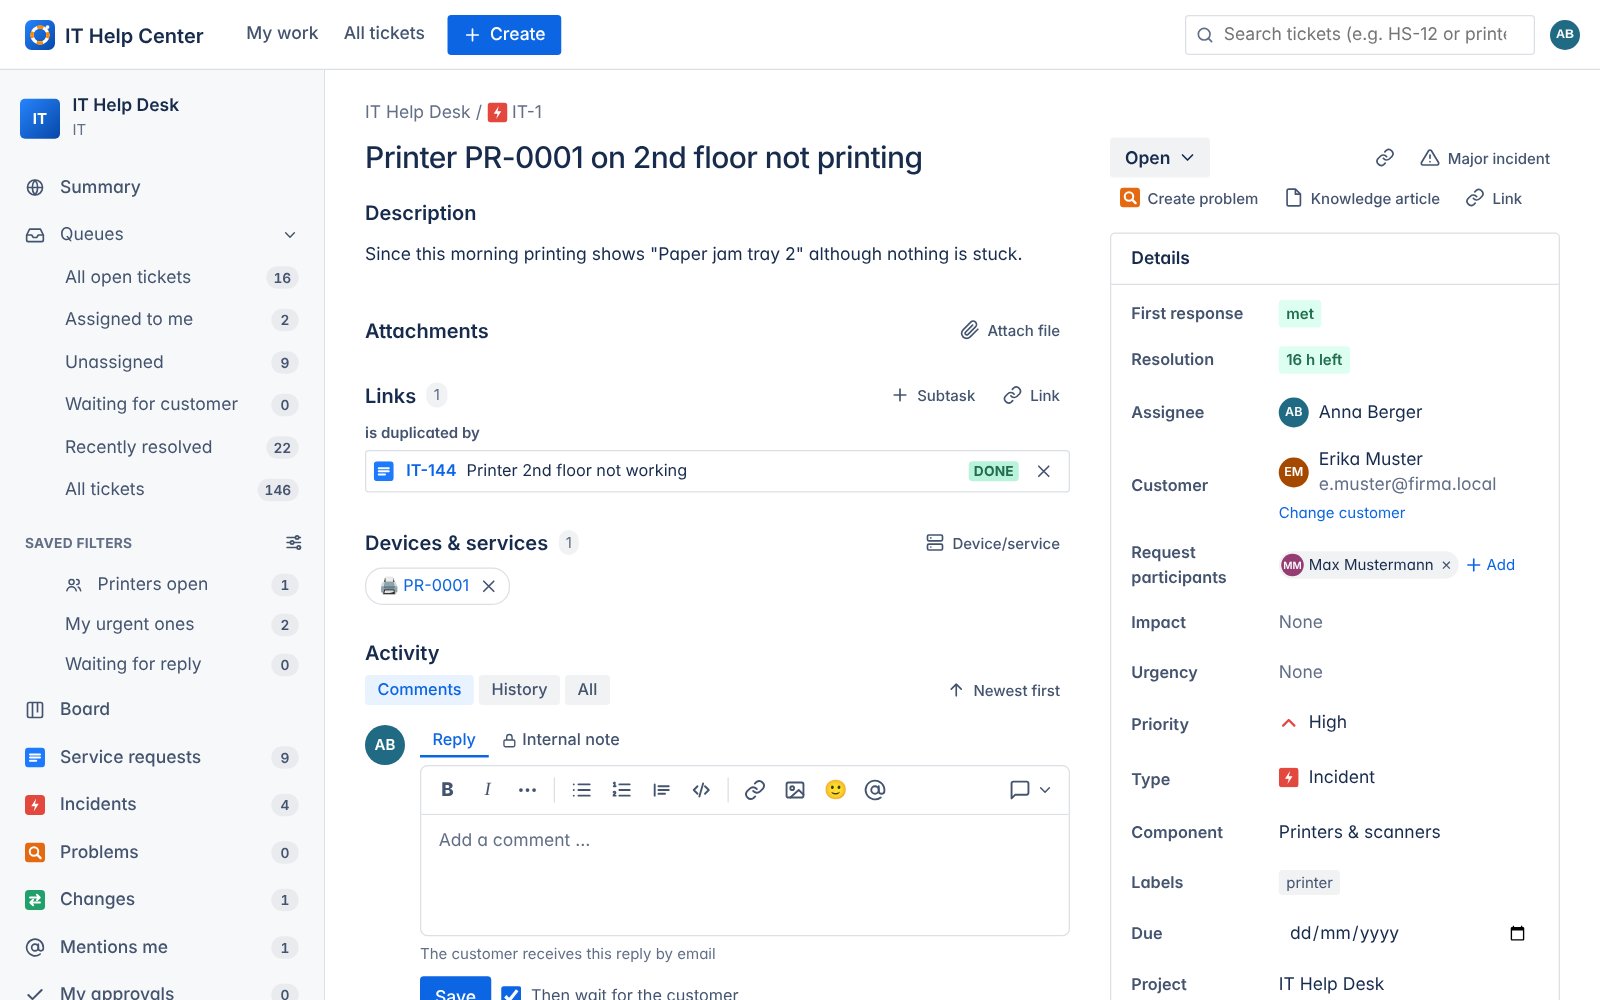 IT Help Center
My work
All tickets
Create
Search tickets (e.g. HS-12 or printe
AB
IT
IT Help Desk
IT
Summary
Queues
All open tickets 16
Assigned to me 2
Unassigned 9
Waiting for customer 0
Recently resolved 22
All tickets 146
SAVED FILTERS
Printers open 1
My urgent ones 2
Waiting for reply 0
Board
Service requests 9
Incidents 4
Problems 0
Changes 1
Mentions me 1
My approvals 0
IT Help Desk / IT-1
Printer PR-0001 on 2nd floor not printing
Description
Since this morning printing shows "Paper jam tray 2" although nothing is stuck.
Attachments
Attach file
Links 1
Subtask
Link
is duplicated by
IT-144 Printer 2nd floor not working DONE
Devices & services 1
Device/service
PR-0001
Activity
Comments
History
All
Newest first
AB
Reply
Internal note
B I
Add a comment ...
The customer receives this reply by email
Save
Then wait for the customer
Open
Major incident
Create problem
Knowledge article
Link
Details
First response met
Resolution 16 h left
Assignee AB Anna Berger
Customer EM Erika Muster
e.muster@firma.local
Change customer
Request participants MM Max Mustermann × + Add
Impact None
Urgency None
Priority High
Type Incident
Component Printers & scanners
Labels printer
Due dd/mm/yyyy
Project IT Help Desk